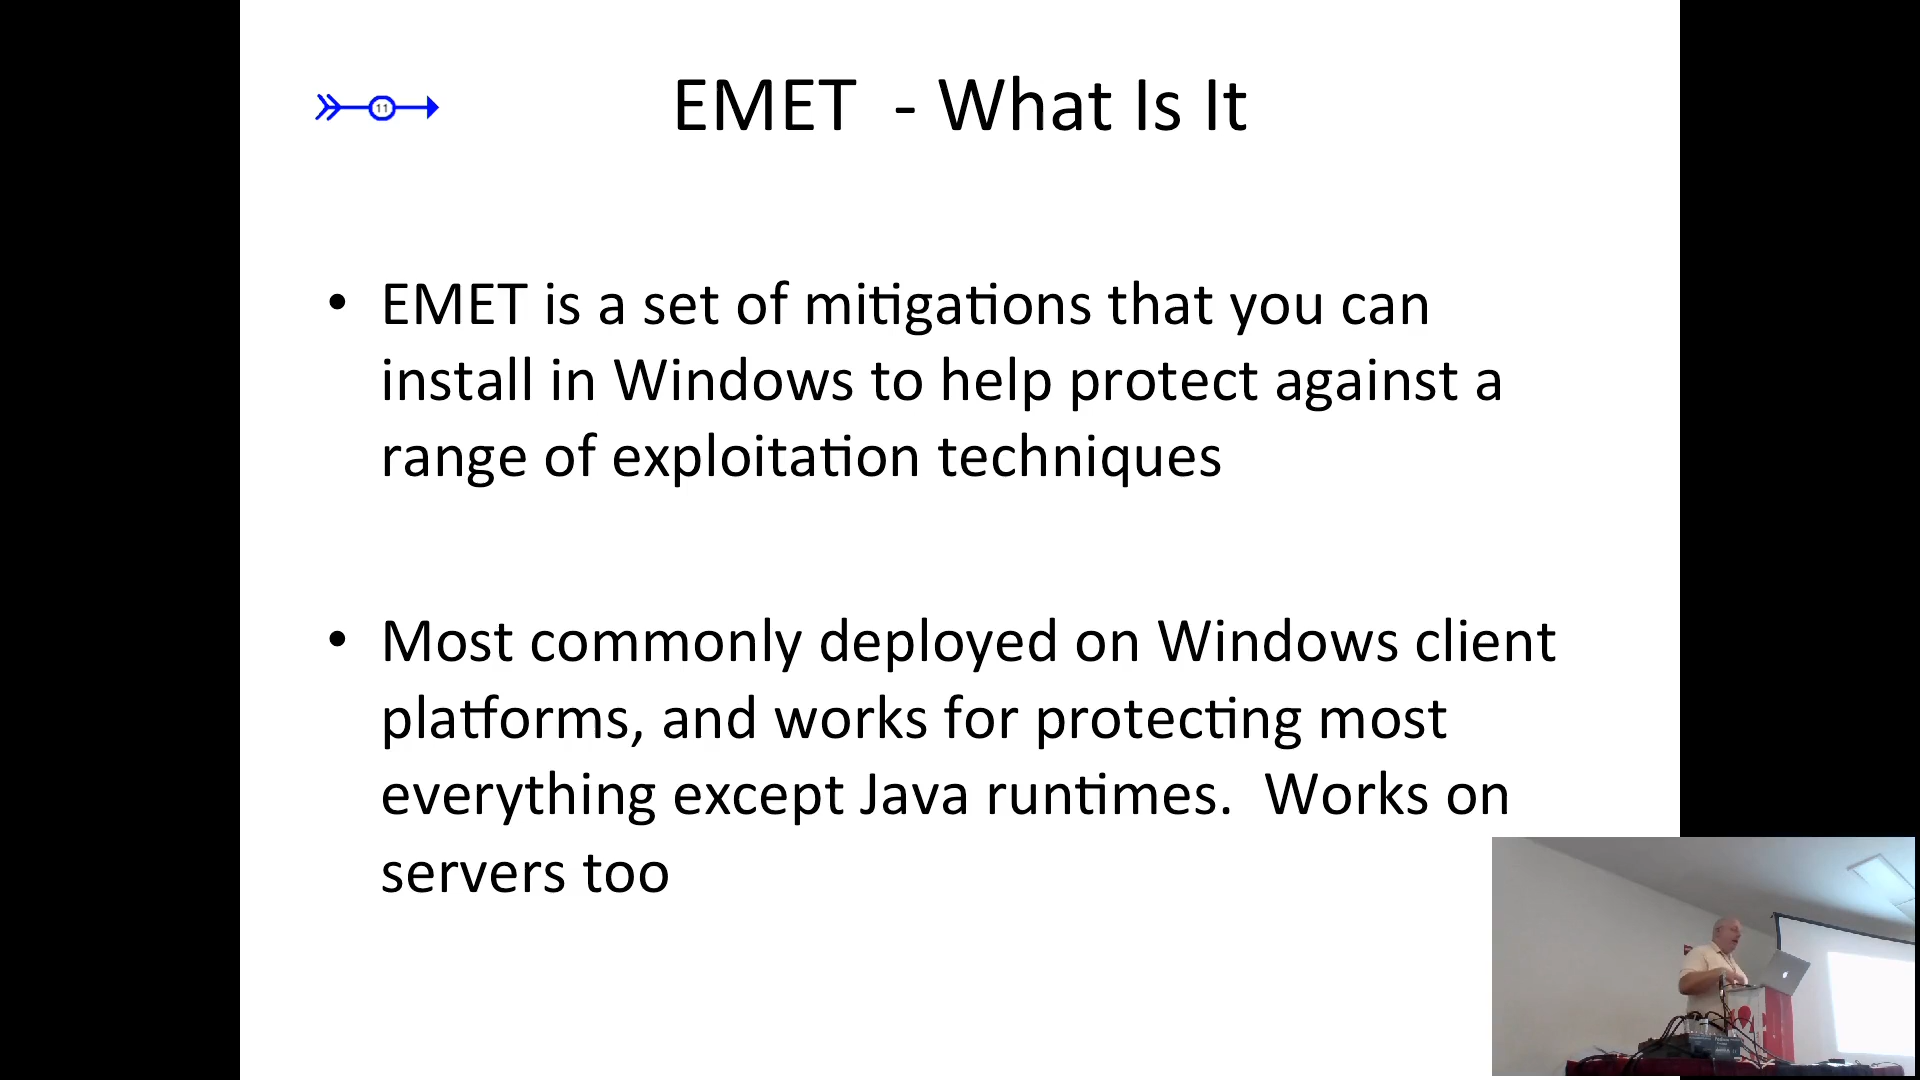 11
EMET  - What Is It
• EMET is a set of mitigations that you can
install in Windows to help protect against a
range of exploitation techniques
• Most commonly deployed on Windows client
platforms, and works for protecting most
everything except Java runtimes.  Works on
servers too